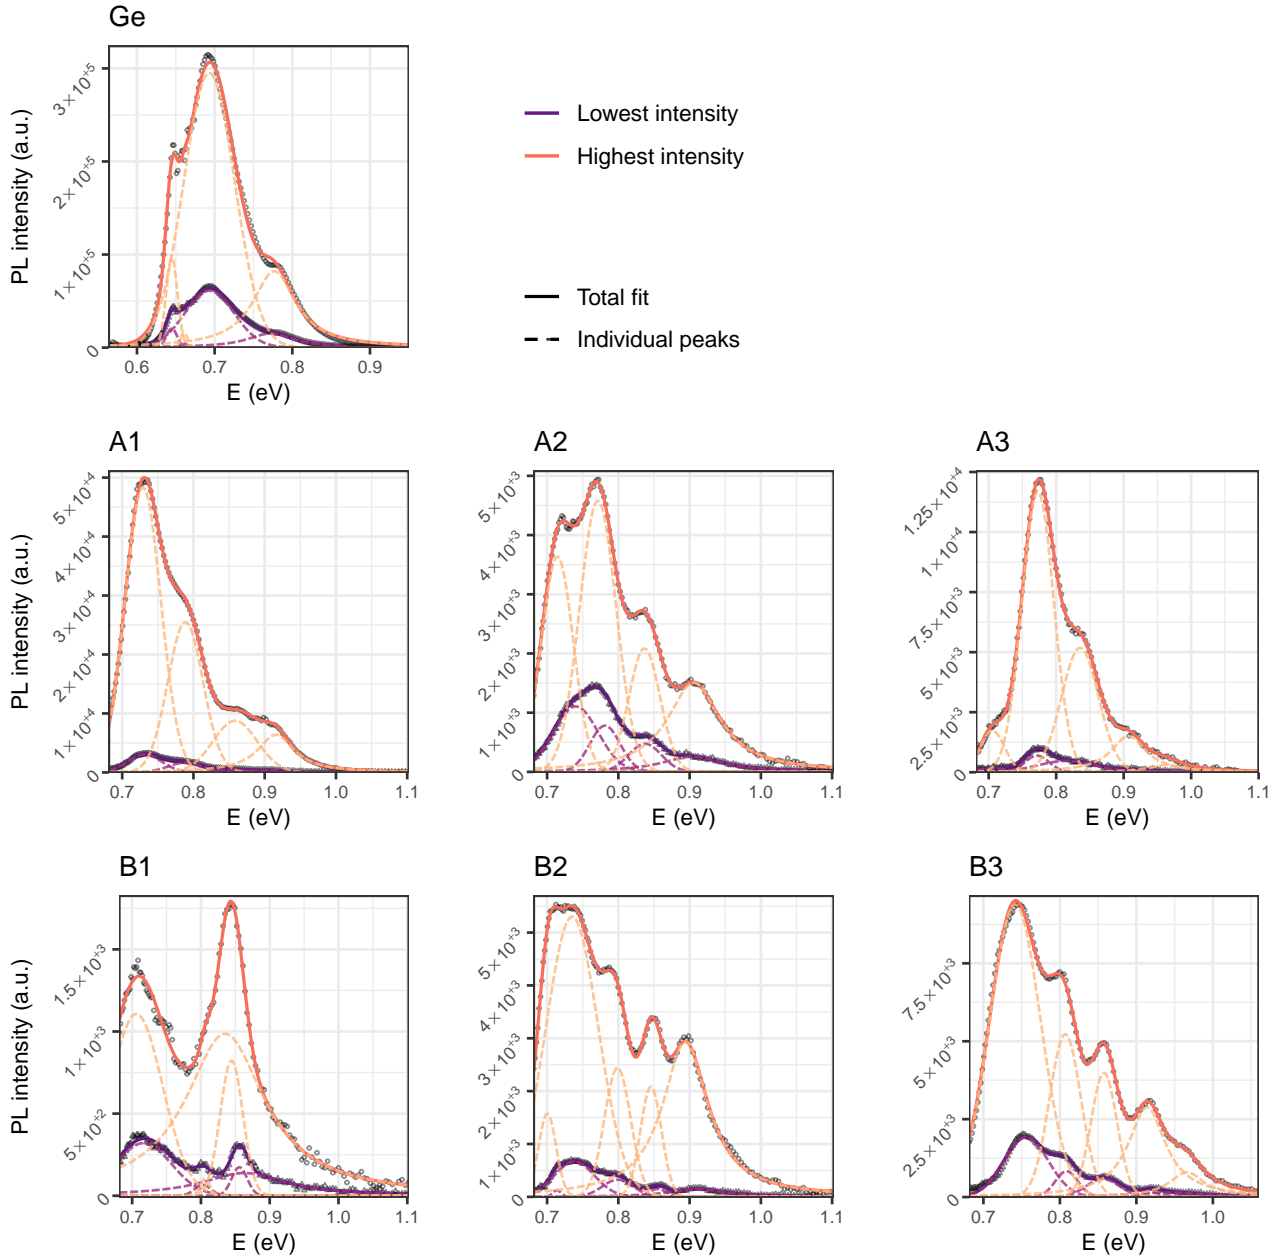 Ge
PL intensity (a.u.)
3×10⁺⁵
2×10⁺⁵
1×10⁺⁵
0
0.6 0.7 0.8 0.9
E (eV)
Lowest intensity
Highest intensity
Total fit
Individual peaks
A1
PL intensity (a.u.)
5×10⁺⁴
4×10⁺⁴
3×10⁺⁴
2×10⁺⁴
1×10⁺⁴
0
0.7 0.8 0.9 1.0 1.1
E (eV)
A2
5×10⁺³
4×10⁺³
3×10⁺³
2×10⁺³
1×10⁺³
0
0.7 0.8 0.9 1.0 1.1
E (eV)
A3
1.25×10⁺⁴
1×10⁺⁴
7.5×10⁺³
5×10⁺³
2.5×10⁺³
0
0.7 0.8 0.9 1.0 1.1
E (eV)
B1
PL intensity (a.u.)
1.5×10⁺³
1×10⁺³
5×10⁺²
0
0.7 0.8 0.9 1.0 1.1
E (eV)
B2
5×10⁺³
4×10⁺³
3×10⁺³
2×10⁺³
1×10⁺³
0
0.7 0.8 0.9 1.0 1.1
E (eV)
B3
7.5×10⁺³
5×10⁺³
2.5×10⁺³
0
0.7 0.8 0.9 1.0
E (eV)